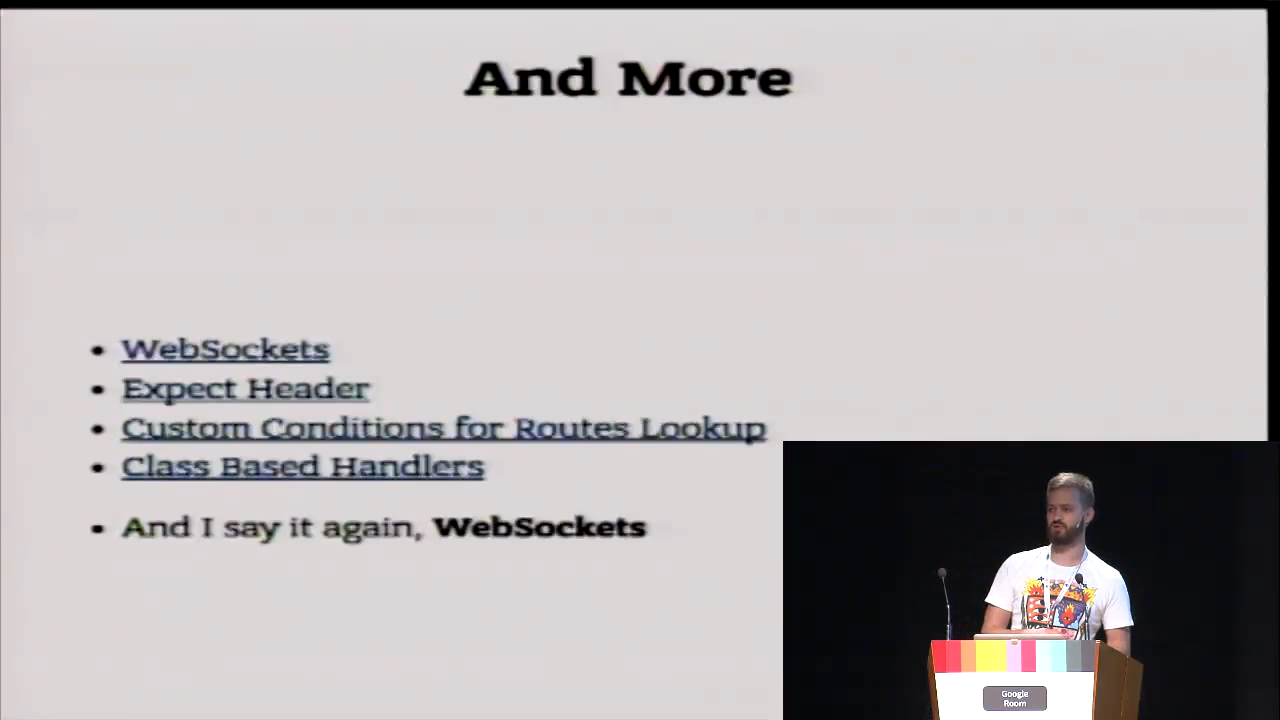 And More
WebSockets
Expect Header
Custom Conditions for Routes Lookup
Class Based Handlers
And I say it again, WebSockets
Google
Room